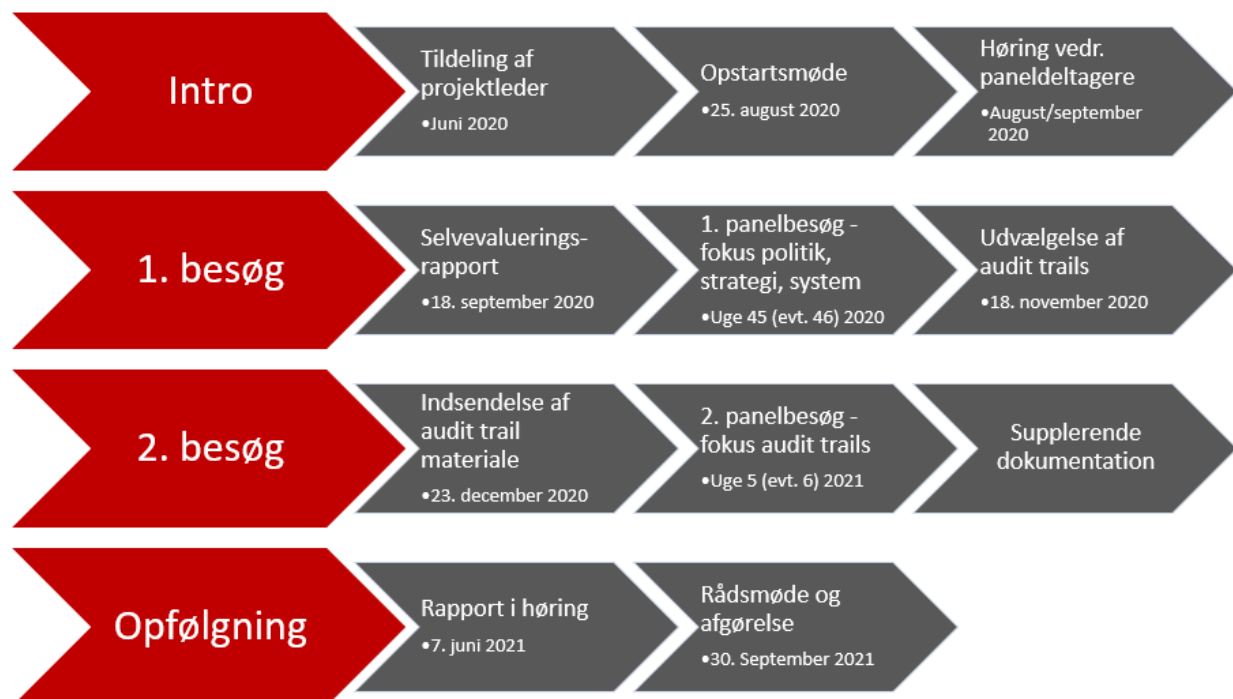 Intro
Tildeling af
projektleder
•Juni 2020
Opstartsmøde
•25. august 2020
Høring vedr.
paneldeltagere
•August/september
2020
1. besøg
Selvevaluerings-
rapport
•18. september 2020
1. panelbesøg -
fokus politik,
strategi, system
•Uge 45 (evt. 46) 2020
Udvælgelse af
audit trails
•18. november 2020
2. besøg
Indsendelse af
audit trail
materiale
•23. december 2020
2. panelbesøg -
fokus audit trails
•Uge 5 (evt. 6) 2021
Supplerende
dokumentation
Opfølgning
Rapport i høring
•7. juni 2021
Rådsmøde og
afgørelse
•30. September 2021